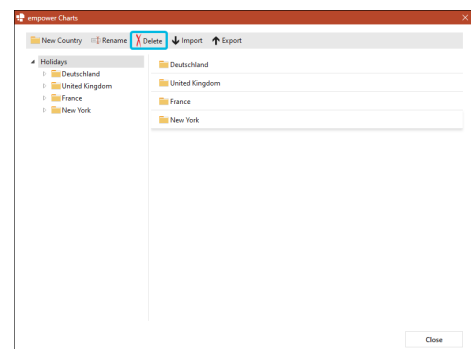 empower Charts
New Country Rename Delete Import Export
Holidays
Deutschland
United Kingdom
France
New York
Deutschland
United Kingdom
France
New York
Close